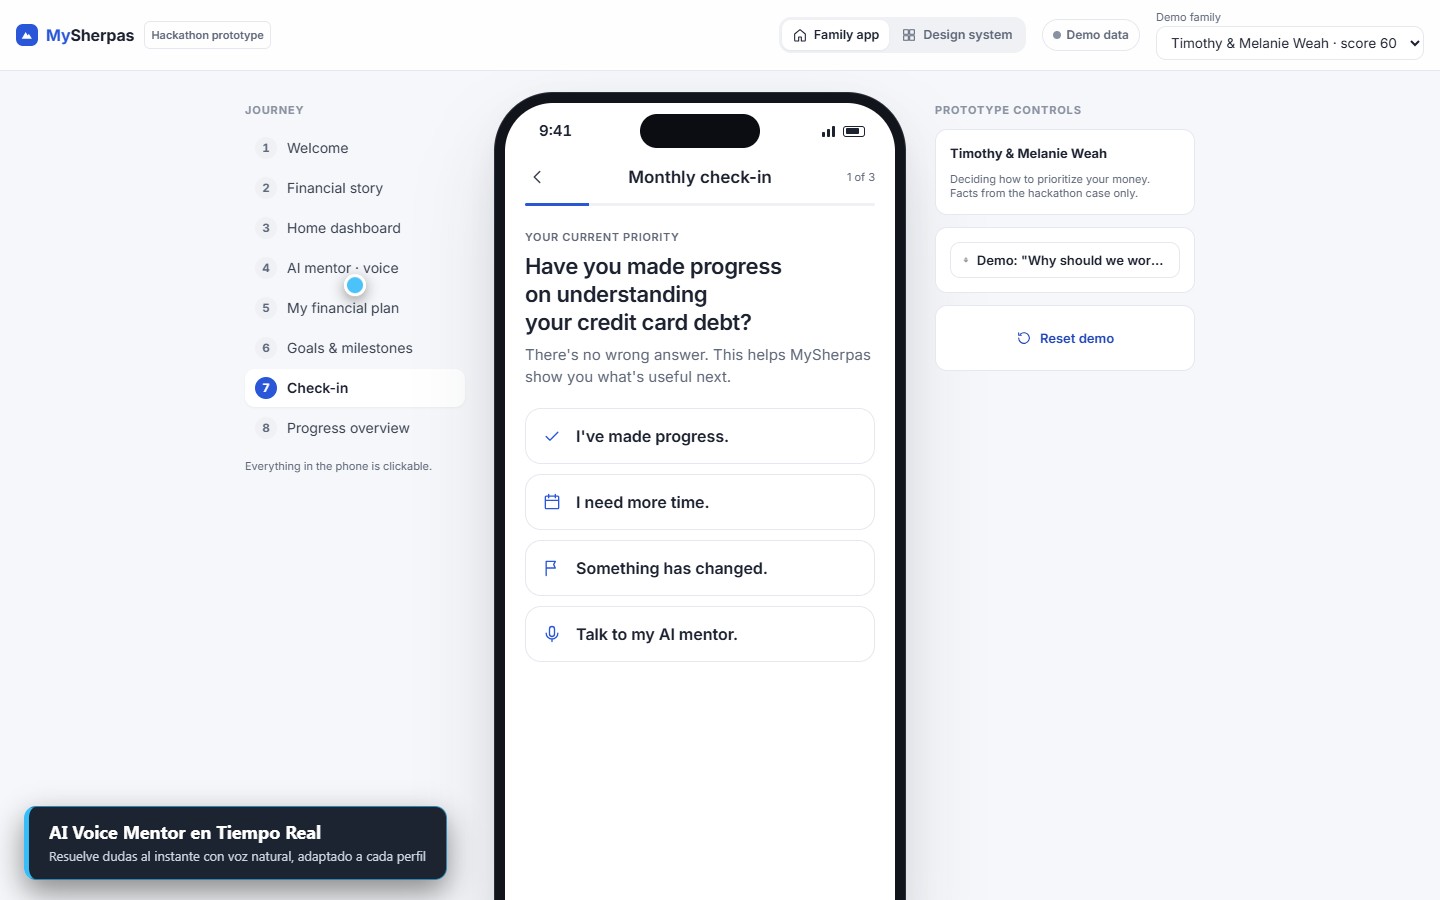 MySherpas
Hackathon prototype
Family app
Design system
Demo data
Demo family
Timothy & Melanie Weah · score 60
JOURNEY
1 Welcome
2 Financial story
3 Home dashboard
4 AI mentor · voice
5 My financial plan
6 Goals & milestones
7 Check-in
8 Progress overview
Everything in the phone is clickable.
9:41
Monthly check-in
1 of 3
YOUR CURRENT PRIORITY
Have you made progress
on understanding
your credit card debt?
There's no wrong answer. This helps MySherpas
show you what's useful next.
I've made progress.
I need more time.
Something has changed.
Talk to my AI mentor.
PROTOTYPE CONTROLS
Timothy & Melanie Weah
Deciding how to prioritize your money.
Facts from the hackathon case only.
Demo: "Why should we wor...
Reset demo
AI Voice Mentor en Tiempo Real
Resuelve dudas al instante con voz natural, adaptado a cada perfil